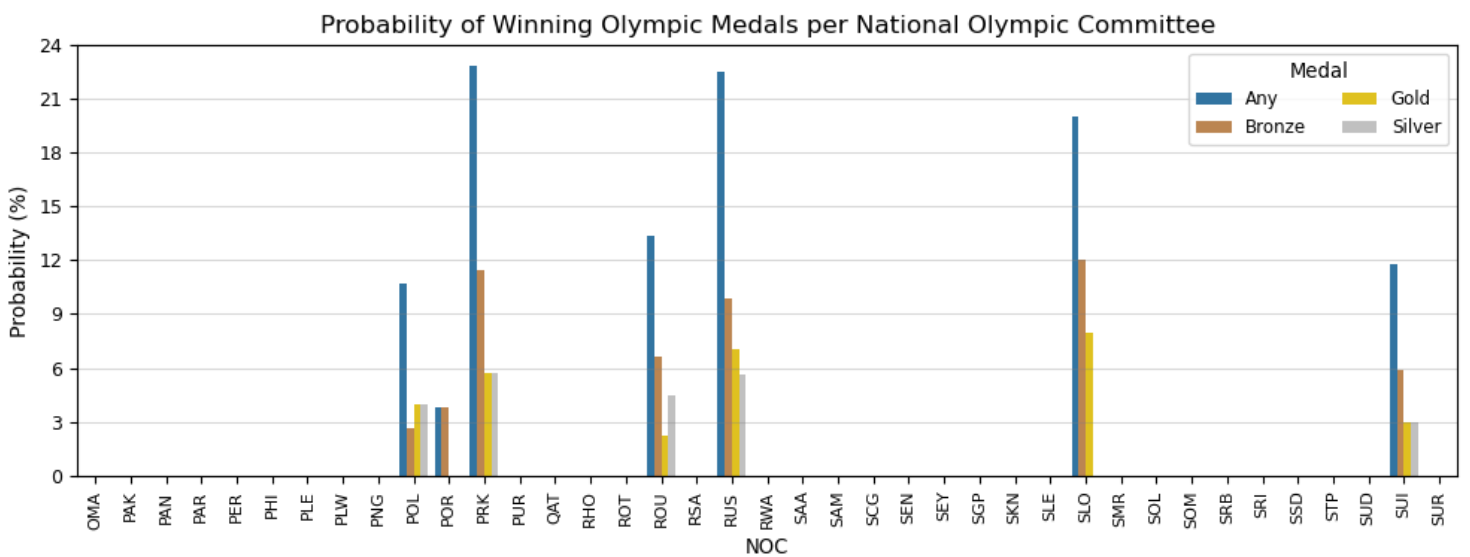 Probability of Winning Olympic Medals per National Olympic Committee
24
21
18
15
12
9
6
3
0
Probability (%)
Medal
Any Gold
Bronze Silver
OMA PAK PAN PAR PER PHI PLE PLW PNG POL POR PRK PUR QAT RHO ROT ROU RSA RUS RWA SAA SAM SCG SEN SEY SGP SKN SLE SLO SMR SOL SOM SRB SRI SSD STP SUD SUI SUR
NOC